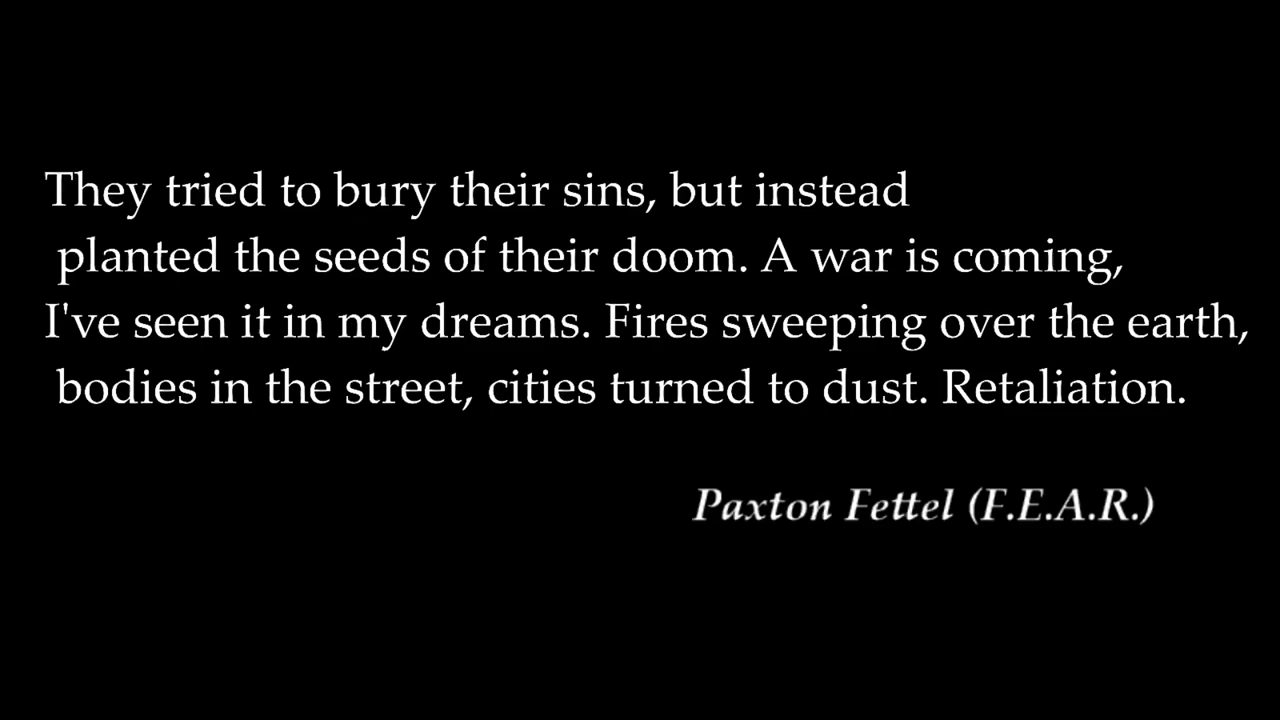 They tried to bury their sins, but instead
planted the seeds of their doom. A war is coming,
I've seen it in my dreams. Fires sweeping over the earth,
bodies in the street, cities turned to dust. Retaliation.
Paxton Fettel (F.E.A.R.)